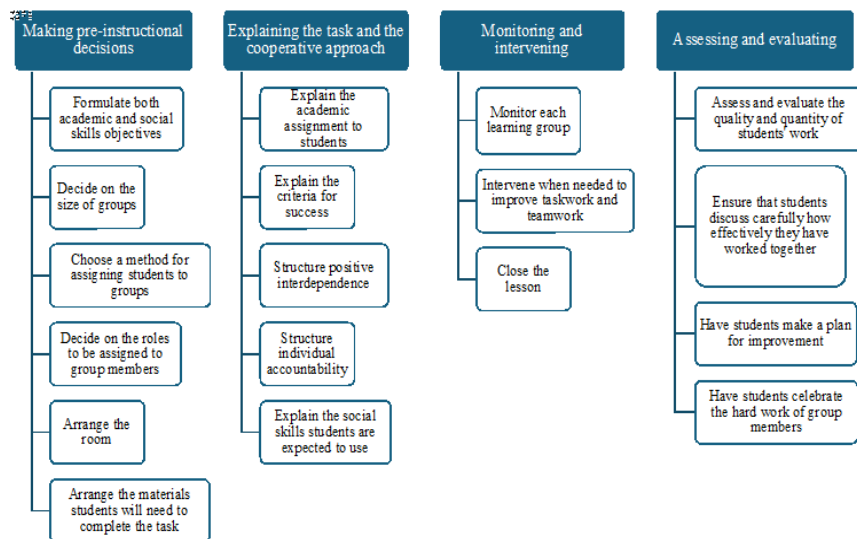 Making pre-instructional
decisions
Formulate both
academic and social
skills objectives
Decide on the
size of groups
Choose a method for
assigning students to
groups
Decide on the roles
to be assigned to
group members
Arrange the
room
Arrange the materials
students will need to
complete the task
Explaining the task and the
cooperative approach
Explain the
academic
assignment to
students
Explain the
criteria for
success
Structure positive
interdependence
Structure
individual
accountability
Explain the social
skills students are
expected to use
Monitoring and
intervening
Monitor each
learning group
Intervene when needed to
improve taskwork and
teamwork
Close the
lesson
Assessing and evaluating
Assess and evaluate the
quality and quantity of
students' work
Ensure that students
discuss carefully how
effectively they have
worked together
Have students make a plan
for improvement
Have students celebrate
the hard work of group
members